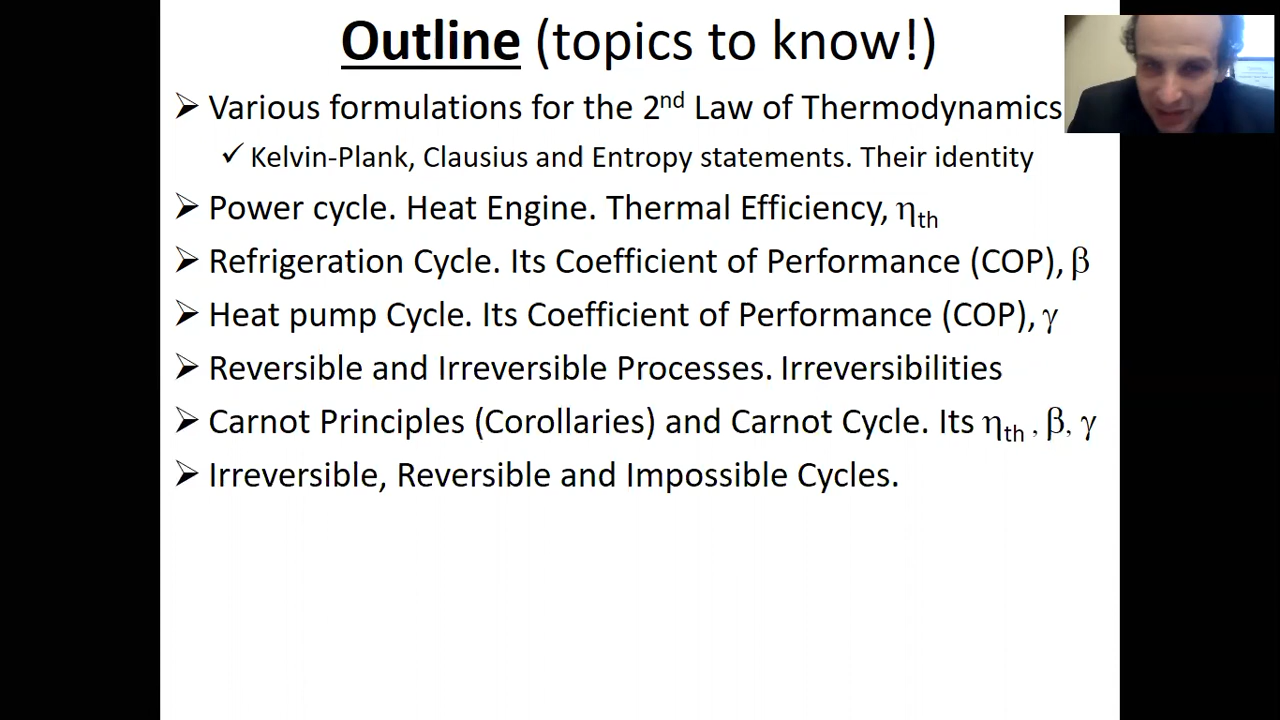 Outline (topics to know!)
➢ Various formulations for the 2nd Law of Thermodynamics
✓ Kelvin-Plank, Clausius and Entropy statements. Their identity
➢ Power cycle. Heat Engine. Thermal Efficiency, ηth
➢ Refrigeration Cycle. Its Coefficient of Performance (COP), β
➢ Heat pump Cycle. Its Coefficient of Performance (COP), γ
➢ Reversible and Irreversible Processes. Irreversibilities
➢ Carnot Principles (Corollaries) and Carnot Cycle. Its ηth , β, γ
➢ Irreversible, Reversible and Impossible Cycles.